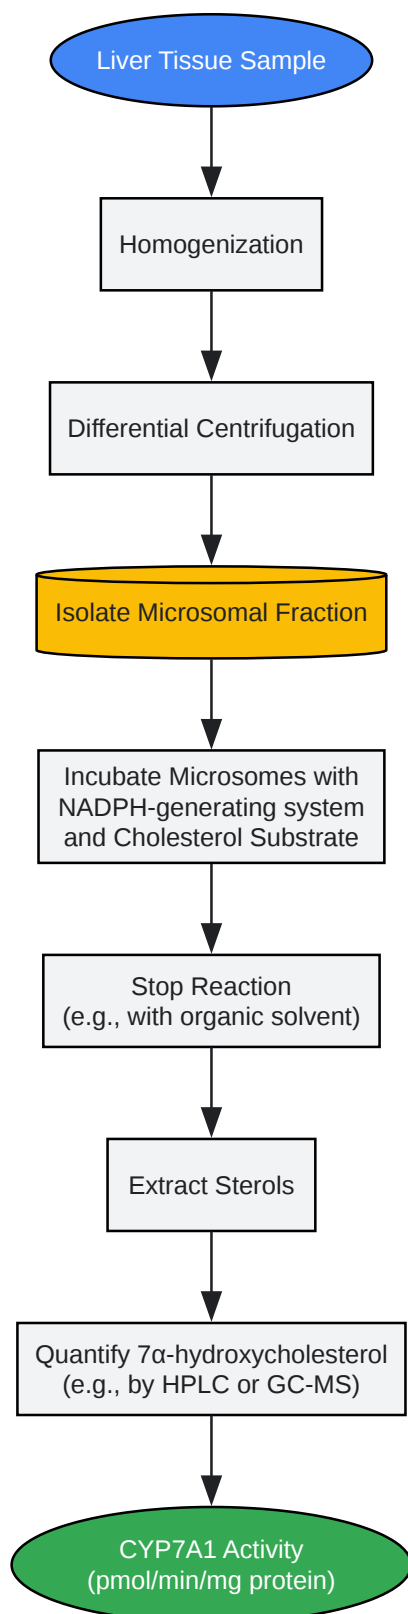 Liver Tissue Sample
Homogenization
Differential Centrifugation
Isolate Microsomal Fraction
Incubate Microsomes with
NADPH-generating system
and Cholesterol Substrate
Stop Reaction
(e.g., with organic solvent)
Extract Sterols
Quantify 7α-hydroxycholesterol
(e.g., by HPLC or GC-MS)
CYP7A1 Activity
(pmol/min/mg protein)